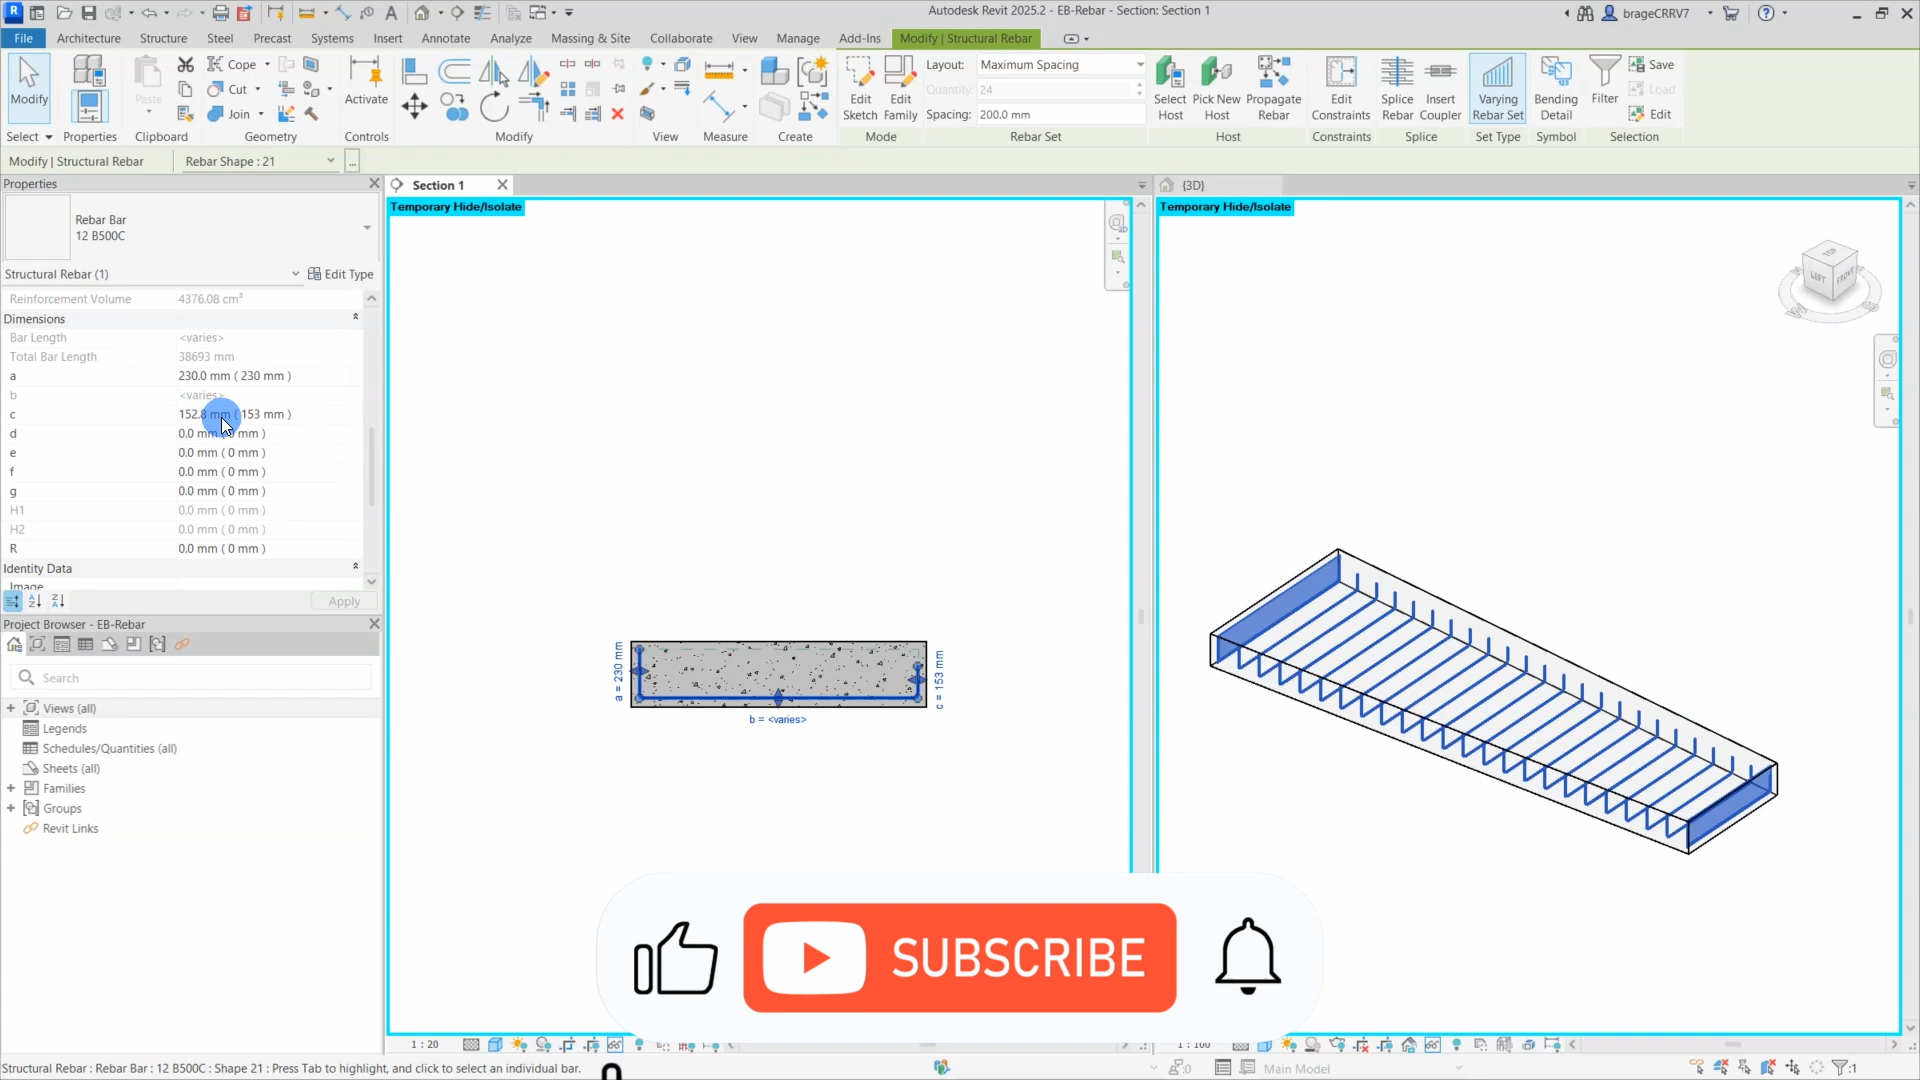 Autodesk Revit 2025.2 - EB-Rebar - Section: Section 1
brageCRRV7
File Architecture Structure Steel Precast Systems Insert Annotate Analyze Massing & Site Collaborate View Manage Add-Ins Modify | Structural Rebar
Modify
Paste
Cope
Cut
Join
Activate
Edit Sketch
Edit Family
Layout: Maximum Spacing
Quantity: 24
Spacing: 200.0 mm
Select Host
Pick New Host
Propagate Rebar
Edit Constraints
Splice Rebar
Insert Coupler
Varying Rebar Set
Bending Detail
Filter
Save
Load
Edit
Select Properties Clipboard Geometry Controls Modify View Measure Create Mode Rebar Set Host Constraints Splice Set Type Symbol Selection
Modify | Structural Rebar
Rebar Shape : 21
...
Properties
Rebar Bar
12 B500C
Structural Rebar (1)
Edit Type
Reinforcement Volume 4376.08 cm³
Dimensions
Bar Length <varies>
Total Bar Length 38693 mm
a 230.0 mm ( 230 mm )
b <varies>
c 152.8 mm ( 153 mm )
d 0.0 mm ( 0 mm )
e 0.0 mm ( 0 mm )
f 0.0 mm ( 0 mm )
g 0.0 mm ( 0 mm )
H1 0.0 mm ( 0 mm )
H2 0.0 mm ( 0 mm )
R 0.0 mm ( 0 mm )
Identity Data
Image
Apply
Project Browser - EB-Rebar
Search
Views (all)
Legends
Schedules/Quantities (all)
Sheets (all)
Families
Groups
Revit Links
Section 1
Temporary Hide/Isolate
a = 230 mm
b = <varies>
c = 153 mm
{3D}
Temporary Hide/Isolate
TOP
LEFT
FRONT
SUBSCRIBE
1 : 20
1 : 100
Structural Rebar : Rebar Bar : 12 B500C : Shape 21 : Press Tab to highlight, and click to select an individual bar.
:0
Main Model
:1